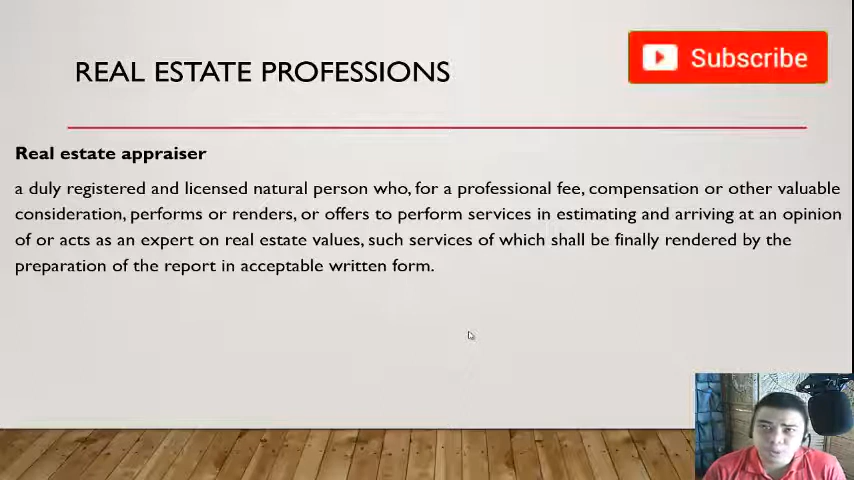 REAL ESTATE PROFESSIONS
Subscribe
Real estate appraiser
a duly registered and licensed natural person who, for a professional fee, compensation or other valuable
consideration, performs or renders, or offers to perform services in estimating and arriving at an opinion
of or acts as an expert on real estate values, such services of which shall be finally rendered by the
preparation of the report in acceptable written form.